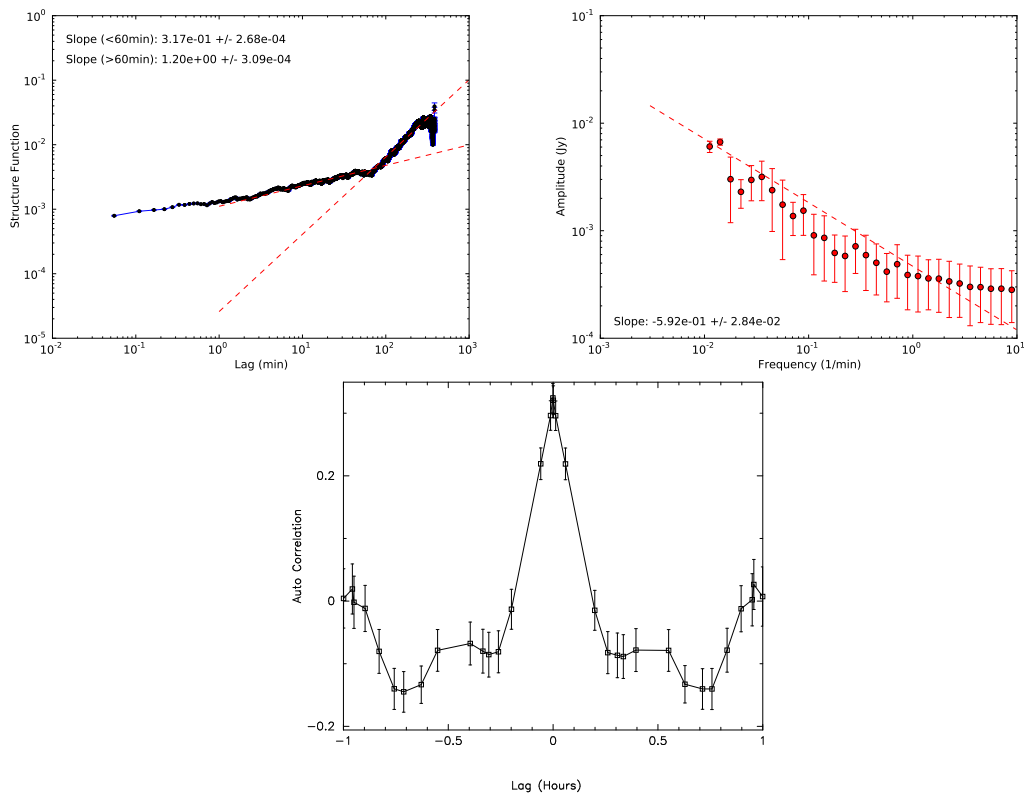 Slope (<60min): 3.17e-01 +/- 2.68e-04
Slope (>60min): 1.20e+00 +/- 3.09e-04
Structure Function
10^0
10^-1
10^-2
10^-3
10^-4
10^-5
10^-2 10^-1 10^0 10^1 10^2 10^3
Lag (min)
Amplitude (Jy)
10^-1
10^-2
10^-3
10^-4
Slope: -5.92e-01 +/- 2.84e-02
10^-3 10^-2 10^-1 10^0 10^1
Frequency (1/min)
Auto Correlation
0.2
0
−0.2
−1 −0.5 0 0.5 1
Lag (Hours)